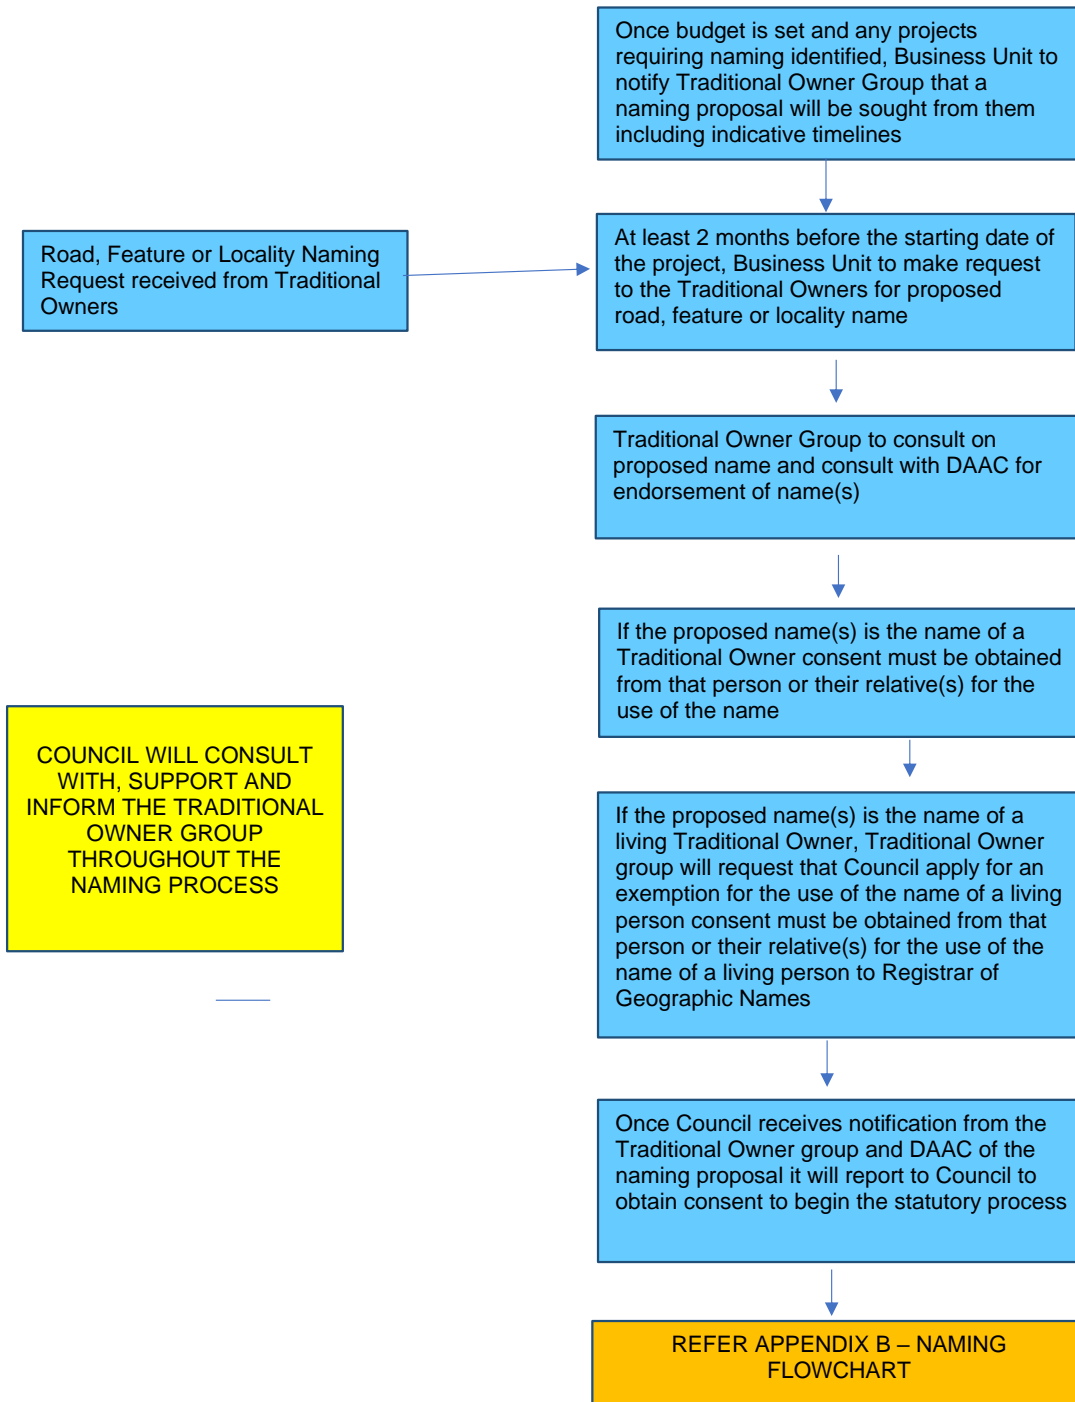 Once budget is set and any projects
requiring naming identified, Business Unit to
notify Traditional Owner Group that a
naming proposal will be sought from them
including indicative timelines
Road, Feature or Locality Naming
Request received from Traditional
Owners
At least 2 months before the starting date of
the project, Business Unit to make request
to the Traditional Owners for proposed
road, feature or locality name
Traditional Owner Group to consult on
proposed name and consult with DAAC for
endorsement of name(s)
If the proposed name(s) is the name of a
Traditional Owner consent must be obtained
from that person or their relative(s) for the
use of the name
COUNCIL WILL CONSULT
WITH, SUPPORT AND
INFORM THE TRADITIONAL
OWNER GROUP
THROUGHOUT THE
NAMING PROCESS
If the proposed name(s) is the name of a
living Traditional Owner, Traditional Owner
group will request that Council apply for an
exemption for the use of the name of a living
person consent must be obtained from that
person or their relative(s) for the use of the
name of a living person to Registrar of
Geographic Names
Once Council receives notification from the
Traditional Owner group and DAAC of the
naming proposal it will report to Council to
obtain consent to begin the statutory process
REFER APPENDIX B – NAMING
FLOWCHART